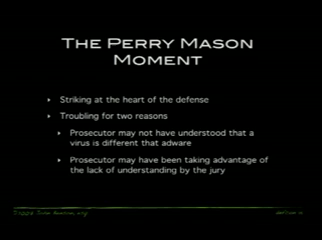 The Perry Mason
Moment
Striking at the heart of the defense
Troubling for two reasons
Prosecutor may not have understood that a
virus is different that adware
Prosecutor may have been taking advantage of
the lack of understanding by the jury